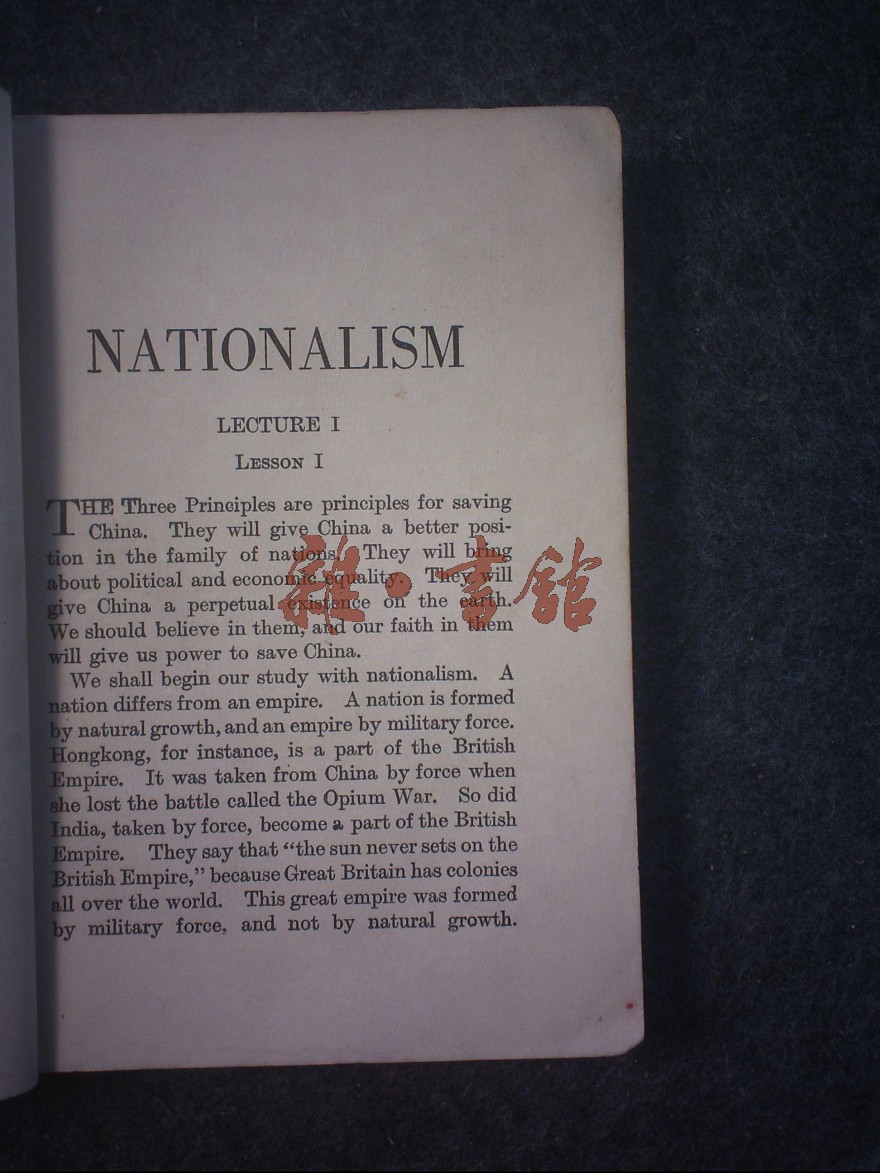 NATIONALISM
LECTURE I
LESSON I
THE Three Principles are principles for saving
China. They will give China a better posi-
tion in the family of nations. They will bring
about political and economic equality. They will
give China a perpetual existence on the earth.
We should believe in them, and our faith in them
will give us power to save China.
We shall begin our study with nationalism. A
nation differs from an empire. A nation is formed
by natural growth, and an empire by military force.
Hongkong, for instance, is a part of the British
Empire. It was taken from China by force when
she lost the battle called the Opium War. So did
India, taken by force, become a part of the British
Empire. They say that “the sun never sets on the
British Empire,” because Great Britain has colonies
all over the world. This great empire was formed
by military force, and not by natural growth.
雜·書館